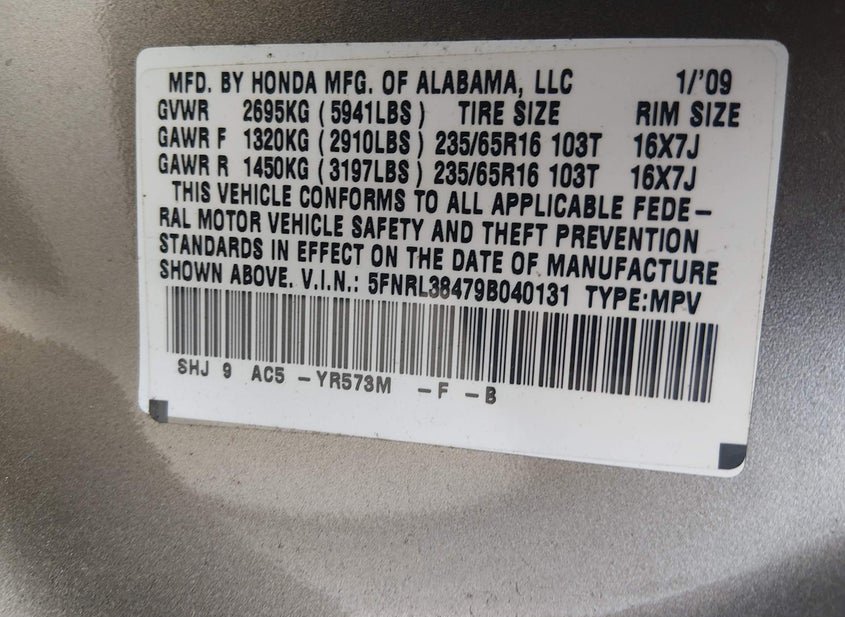 MFD. BY HONDA MFG. OF ALABAMA, LLC 1/'09
GVWR 2695KG (5941LBS) TIRE SIZE RIM SIZE
GAWR F 1320KG (2910LBS) 235/65R16 103T 16X7J
GAWR R 1450KG (3197LBS) 235/65R16 103T 16X7J
THIS VEHICLE CONFORMS TO ALL APPLICABLE FEDE-
RAL MOTOR VEHICLE SAFETY AND THEFT PREVENTION
STANDARDS IN EFFECT ON THE DATE OF MANUFACTURE
SHOWN ABOVE. V.I.N.: 5FNRL38479B040131 TYPE:MPV
SHJ 9 AC5 -YR573M -F -B